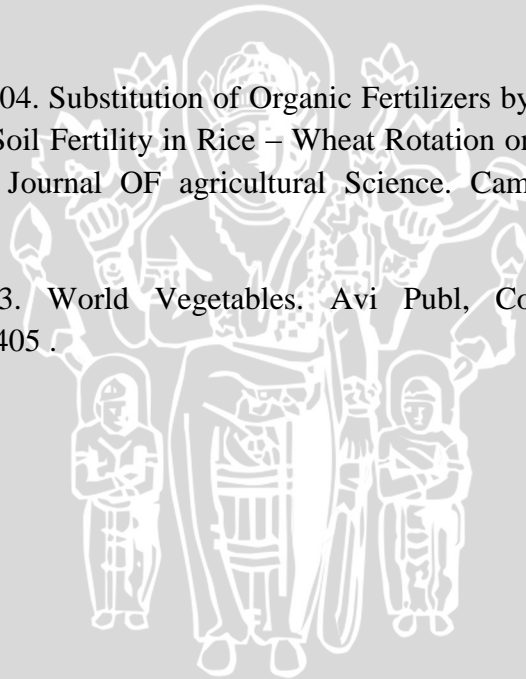 04. Substitution of Organic Fertilizers by
Soil Fertility in Rice – Wheat Rotation or
Journal OF agricultural Science. Cam
3. World Vegetables. Avi Publ, Co
405 .